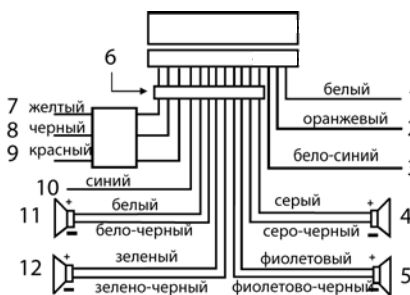 6
белый
7 желтый
оранжевый
8 черный
9 красный
бело-синий
10 синий
11 белый
серый 4
бело-черный
серо-черный
12 зеленый
фиолетовый 5
зелено-черный
фиолетово-черный